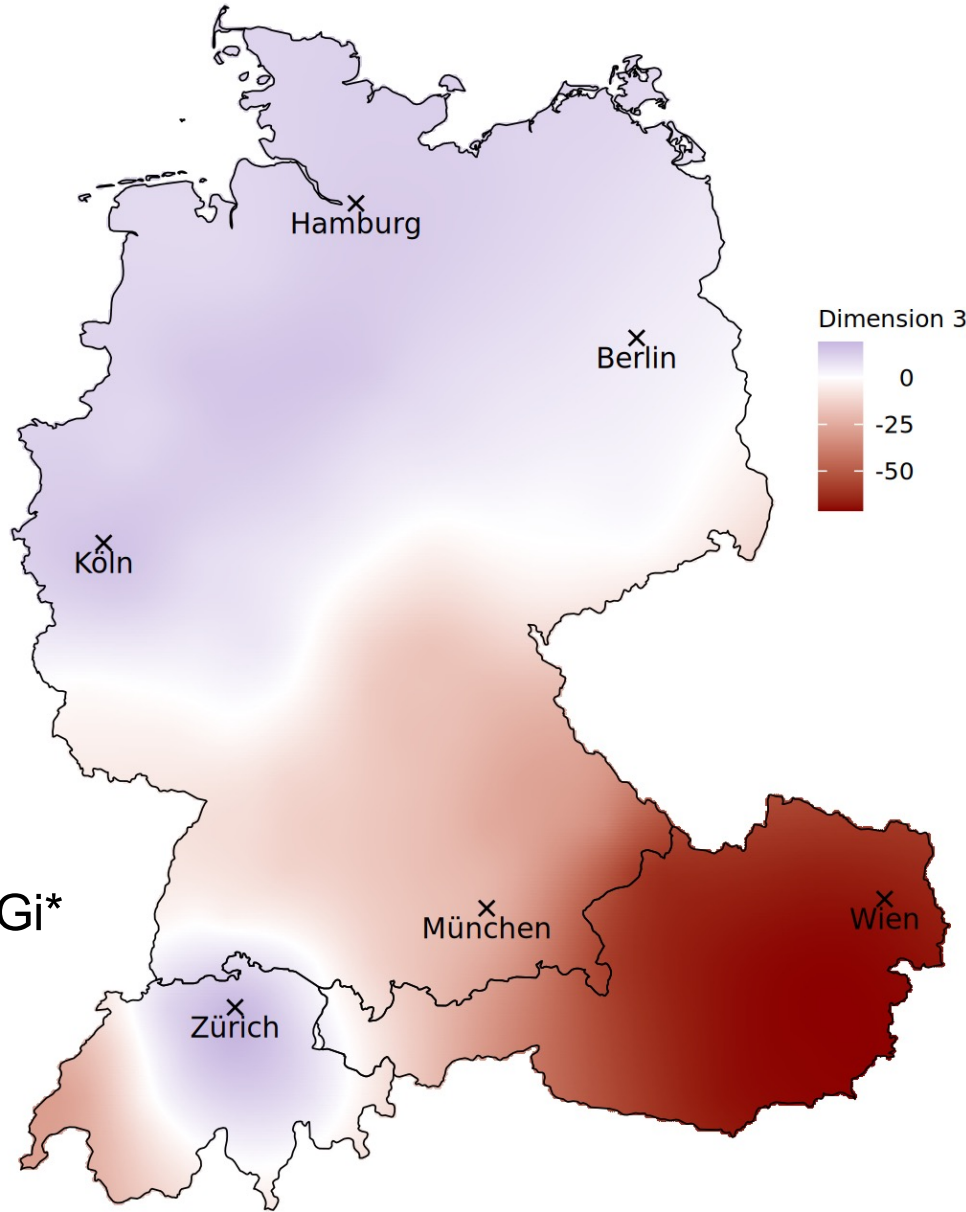 Hamburg
Dimension 3
0
-25
-50
Berlin
Köln
Gi*
München
Wien
Zürich